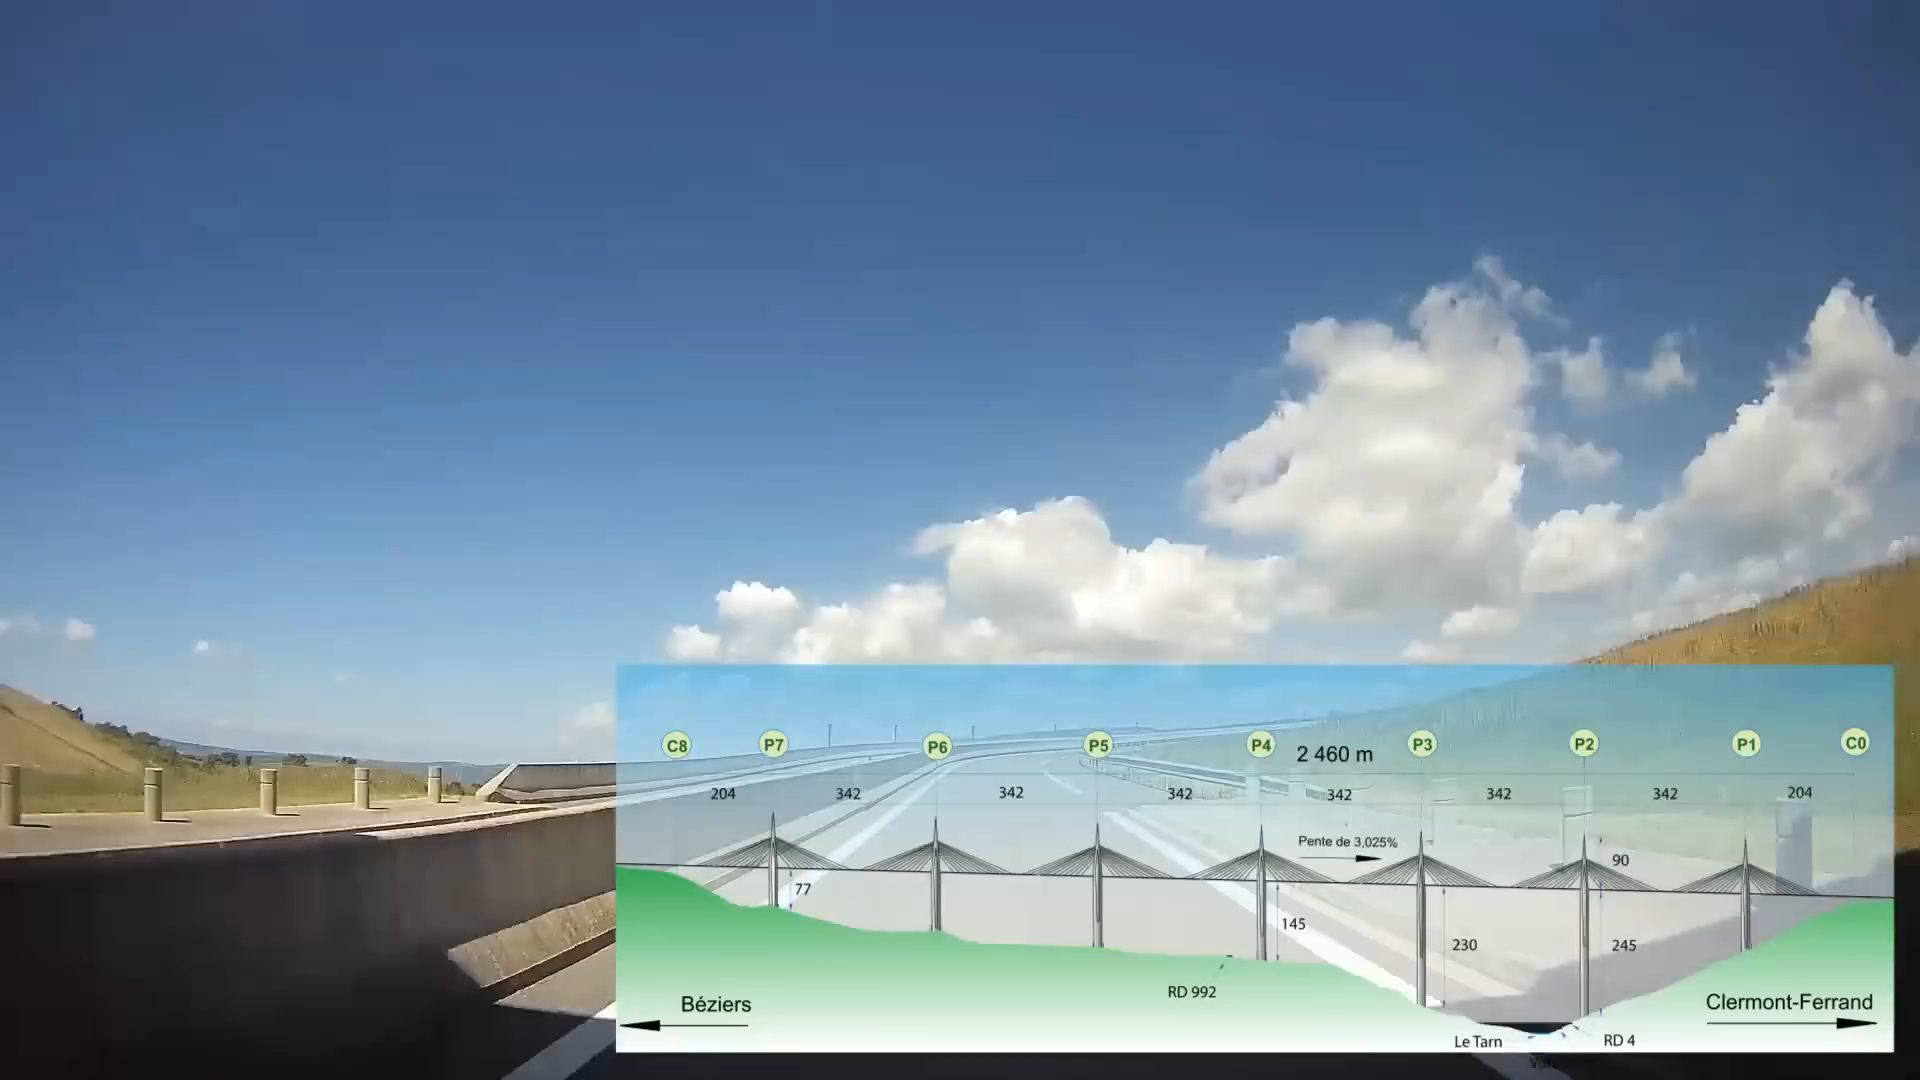 C8 P7 P6 P5 P4 2 460 m P3 P2 P1 C0
204 342 342 342 342 342 342 204
Pente de 3,025%
90
77
145
230
245
RD 992
Béziers
Clermont-Ferrand
Le Tarn
RD 4